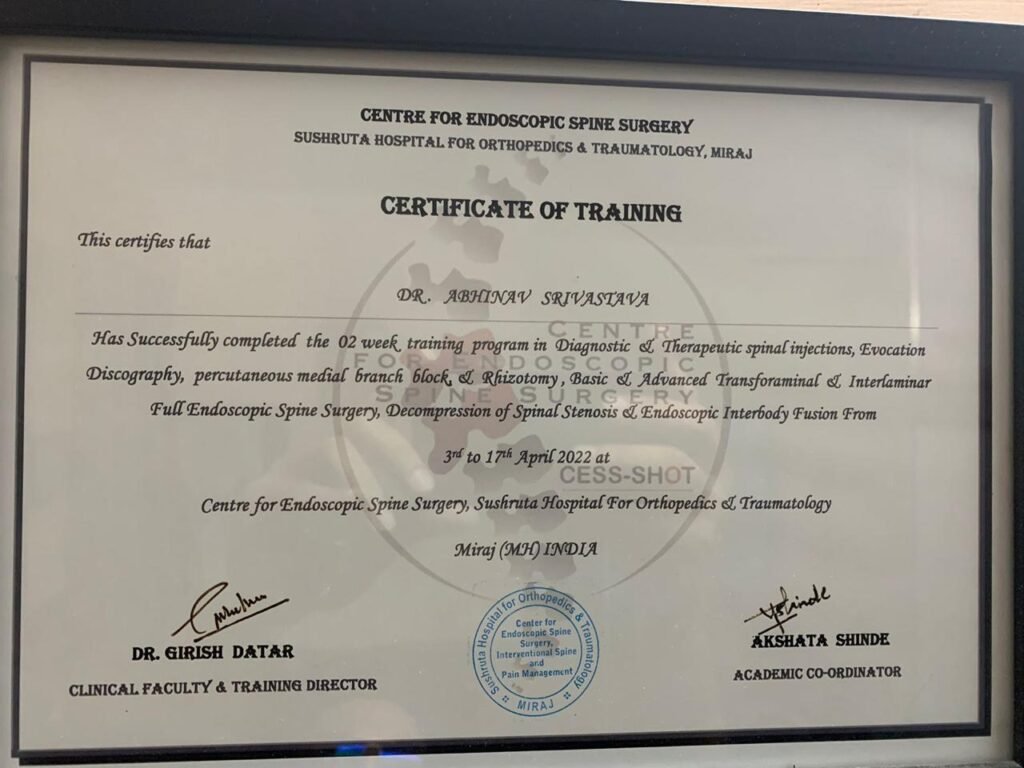 CENTRE FOR ENDOSCOPIC SPINE SURGERY
SUSHRUTA HOSPITAL FOR ORTHOPEDICS & TRAUMATOLOGY, MIRAJ
CERTIFICATE OF TRAINING
This certifies that
DR. ABHINAV SRIVASTAVA
Has Successfully completed the 02 week training program in Diagnostic & Therapeutic spinal injections, Evocation
Discography, percutaneous medial branch block, & Rhizotomy, Basic & Advanced Transforaminal & Interlaminar
Full Endoscopic Spine Surgery, Decompression of Spinal Stenosis & Endoscopic Interbody Fusion From
3rd to 17th April 2022 at
Centre for Endoscopic Spine Surgery, Sushruta Hospital For Orthopedics & Traumatology
Miraj (MH) INDIA
CENTRE
FOR ENDOSCOPIC
SPINE SURGERY
CESS-SHOT
DR. GIRISH DATAR
CLINICAL FACULTY & TRAINING DIRECTOR
Sushruta Hospital for Orthopedics & Traumatology
Center for
Endoscopic Spine
Surgery,
Interventional Spine
and
Pain Management
MIRAJ
AKSHATA SHINDE
ACADEMIC CO-ORDINATOR